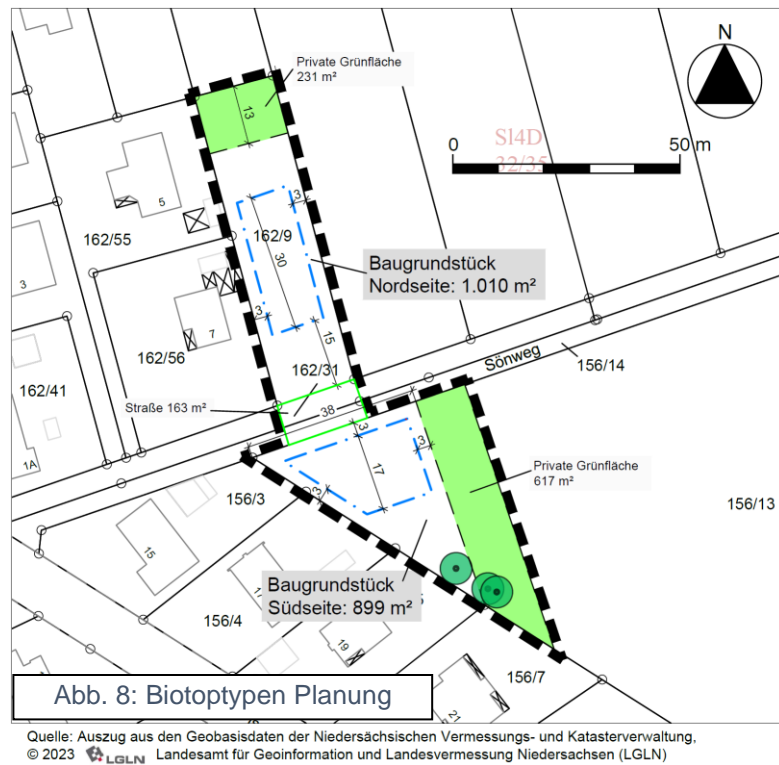 Private Grünfläche
231 m²
N
13
0
50 m
Sl4D
32/35
5
162/55
3
162/9
3
30
Baugrundstück
Nordseite: 1.010 m²
3
7
15
162/56
162/31
162/41
Sönweg
156/14
Straße 163 m²
38
3
3
17
1A
Private Grünfläche
617 m²
156/3
3
156/13
15
Baugrundstück
Südseite: 899 m²
17
156/4
19
156/7
21
Abb. 8: Biotoptypen Planung
Quelle: Auszug aus den Geobasisdaten der Niedersächsischen Vermessungs- und Katasterverwaltung,
© 2023 LGLN Landesamt für Geoinformation und Landesvermessung Niedersachsen (LGLN)